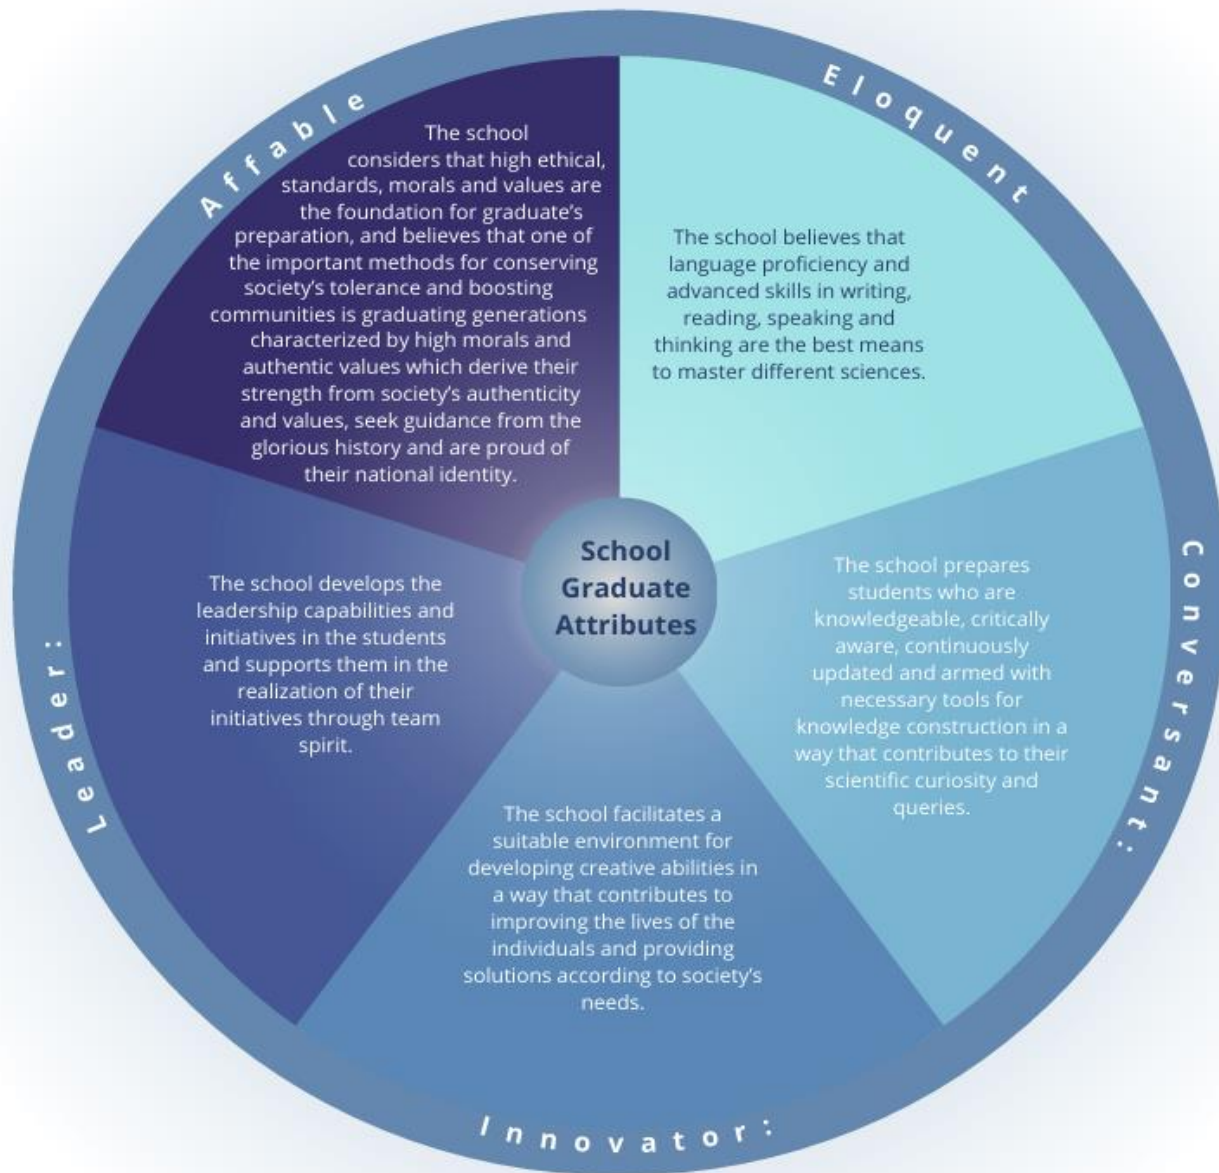 School
Graduate
Attributes
Eloquent
The school believes that
language proficiency and
advanced skills in writing,
reading, speaking and
thinking are the best means
to master different sciences.
Conversant:
The school prepares
students who are
knowledgeable, critically
aware, continuously
updated and armed with
necessary tools for
knowledge construction in a
way that contributes to their
scientific curiosity and
queries.
Innovator:
The school facilitates a
suitable environment for
developing creative abilities in
a way that contributes to
improving the lives of the
individuals and providing
solutions according to society's
needs.
Leader:
The school develops the
leadership capabilities and
initiatives in the students
and supports them in the
realization of their
initiatives through team
spirit.
Affable
The school
considers that high ethical,
standards, morals and values are
the foundation for graduate's
preparation, and believes that one of
the important methods for conserving
society's tolerance and boosting
communities is graduating generations
characterized by high morals and
authentic values which derive their
strength from society's authenticity
and values, seek guidance from the
glorious history and are proud of
their national identity.